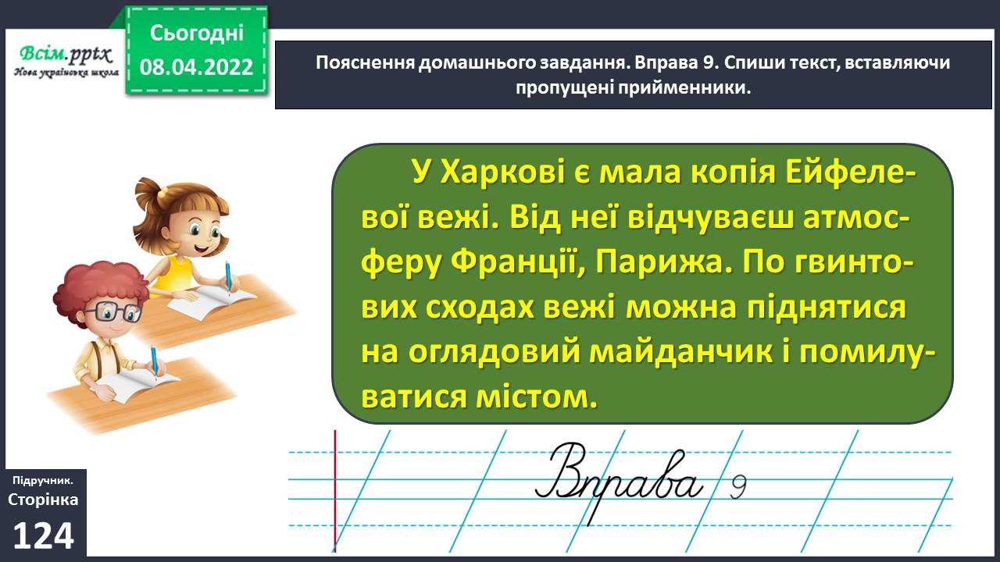 Всім.pptx
Нова українська школа
Сьогодні
08.04.2022
Пояснення домашнього завдання. Вправа 9. Спиши текст, вставляючи
пропущені прийменники.
У Харкові є мала копія Ейфеле-
вої вежі. Від неї відчуваєш атмос-
феру Франції, Парижа. По гвинто-
вих сходах вежі можна піднятися
на оглядовий майданчик і помилу-
ватися містом.
Вправа 9
Підручник.
Сторінка
124